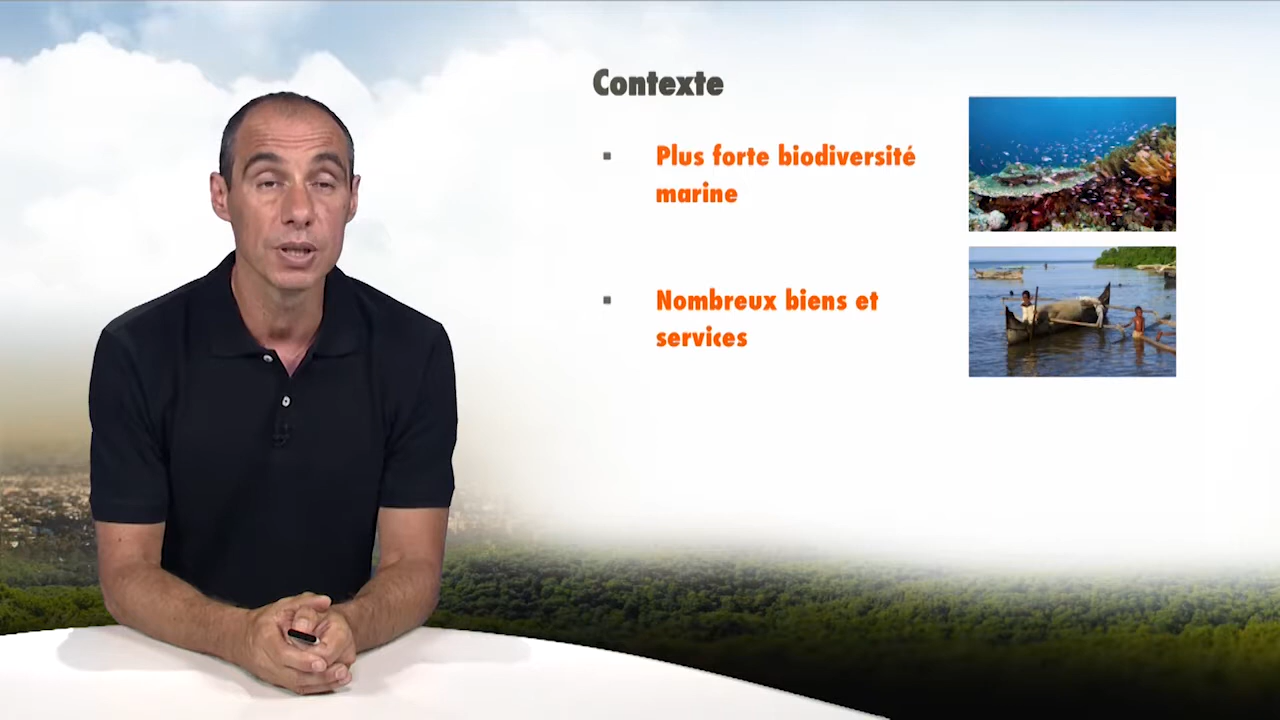 Contexte
▪ Plus forte biodiversité
marine
▪ Nombreux biens et
services